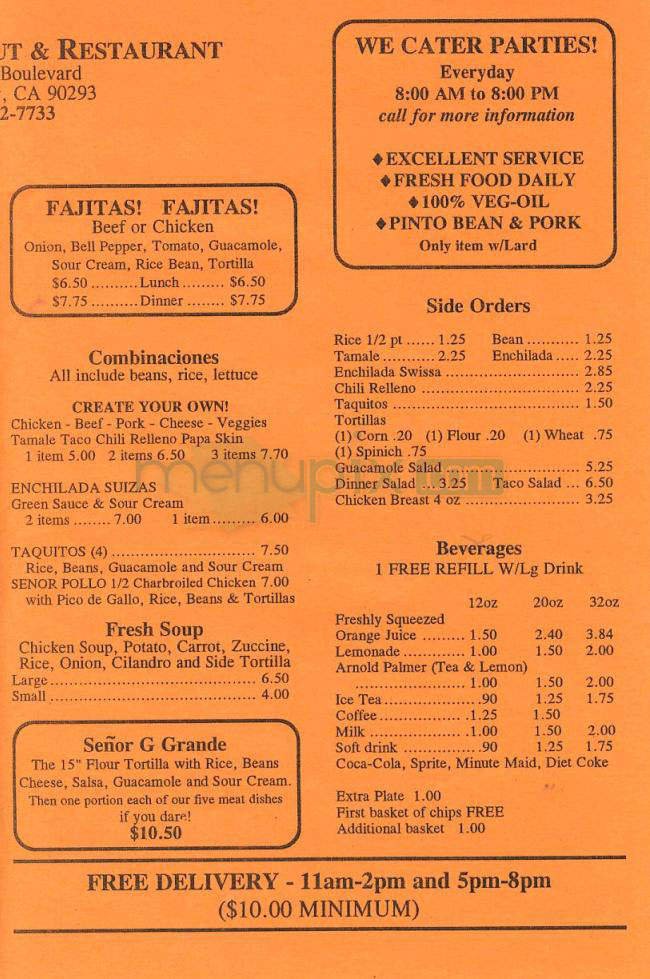 UT & RESTAURANT
Boulevard
, CA 90293
2-7733
FAJITAS! FAJITAS!
Beef or Chicken
Onion, Bell Pepper, Tomato, Guacamole,
Sour Cream, Rice Bean, Tortilla
$6.50 .......... Lunch ......... $6.50
$7.75 .......... Dinner ........ $7.75
Combinaciones
All include beans, rice, lettuce
CREATE YOUR OWN!
Chicken - Beef - Pork - Cheese - Veggies
Tamale Taco Chili Relleno Papa Skin
1 item 5.00 2 items 6.50 3 items 7.70
ENCHILADA SUIZAS
Green Sauce & Sour Cream
2 items ........ 7.00 1 item ......... 6.00
TAQUITOS (4) ................................ 7.50
Rice, Beans, Guacamole and Sour Cream
SENOR POLLO 1/2 Charbroiled Chicken 7.00
with Pico de Gallo, Rice, Beans & Tortillas
Fresh Soup
Chicken Soup, Potato, Carrot, Zuccine,
Rice, Onion, Cilandro and Side Tortilla
Large ............................................. 6.50
Small ............................................. 4.00
Señor G Grande
The 15" Flour Tortilla with Rice, Beans
Cheese, Salsa, Guacamole and Sour Cream.
Then one portion each of our five meat dishes
if you dare!
$10.50
WE CATER PARTIES!
Everyday
8:00 AM to 8:00 PM
call for more information
♦EXCELLENT SERVICE
♦FRESH FOOD DAILY
♦100% VEG-OIL
♦PINTO BEAN & PORK
Only item w/Lard
Side Orders
Rice 1/2 pt ...... 1.25 Bean ........... 1.25
Tamale ........... 2.25 Enchilada ..... 2.25
Enchilada Swissa ............................ 2.85
Chili Relleno .................................. 2.25
Taquitos ........................................ 1.50
Tortillas
(1) Corn .20 (1) Flour .20 (1) Wheat .75
(1) Spinich .75
Guacamole Salad ............................ 5.25
Dinner Salad ... 3.25 Taco Salad ... 6.50
Chicken Breast 4 oz ........................ 3.25
menupix.com
Beverages
1 FREE REFILL W/Lg Drink
12oz 20oz 32oz
Freshly Squeezed
Orange Juice ......... 1.50 2.40 3.84
Lemonade .............. 1.00 1.50 2.00
Arnold Palmer (Tea & Lemon)
...................... 1.00 1.50 2.00
Ice Tea ................... .90 1.25 1.75
Coffee .................... .1.25 1.50
Milk ...................... .1.00 1.50 2.00
Soft drink .............. .90 1.25 1.75
Coca-Cola, Sprite, Minute Maid, Diet Coke
Extra Plate 1.00
First basket of chips FREE
Additional basket 1.00
FREE DELIVERY - 11am-2pm and 5pm-8pm
($10.00 MINIMUM)